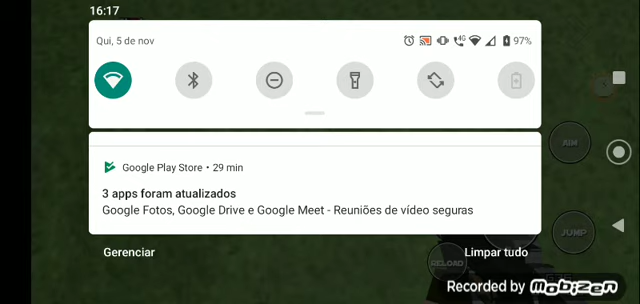 16:17
Qui, 5 de nov
4G
97%
Google Play Store • 29 min
3 apps foram atualizados
Google Fotos, Google Drive e Google Meet - Reuniões de vídeo seguras
Gerenciar
Limpar tudo
AIM
JUMP
RELOAD
Recorded by Mobizen